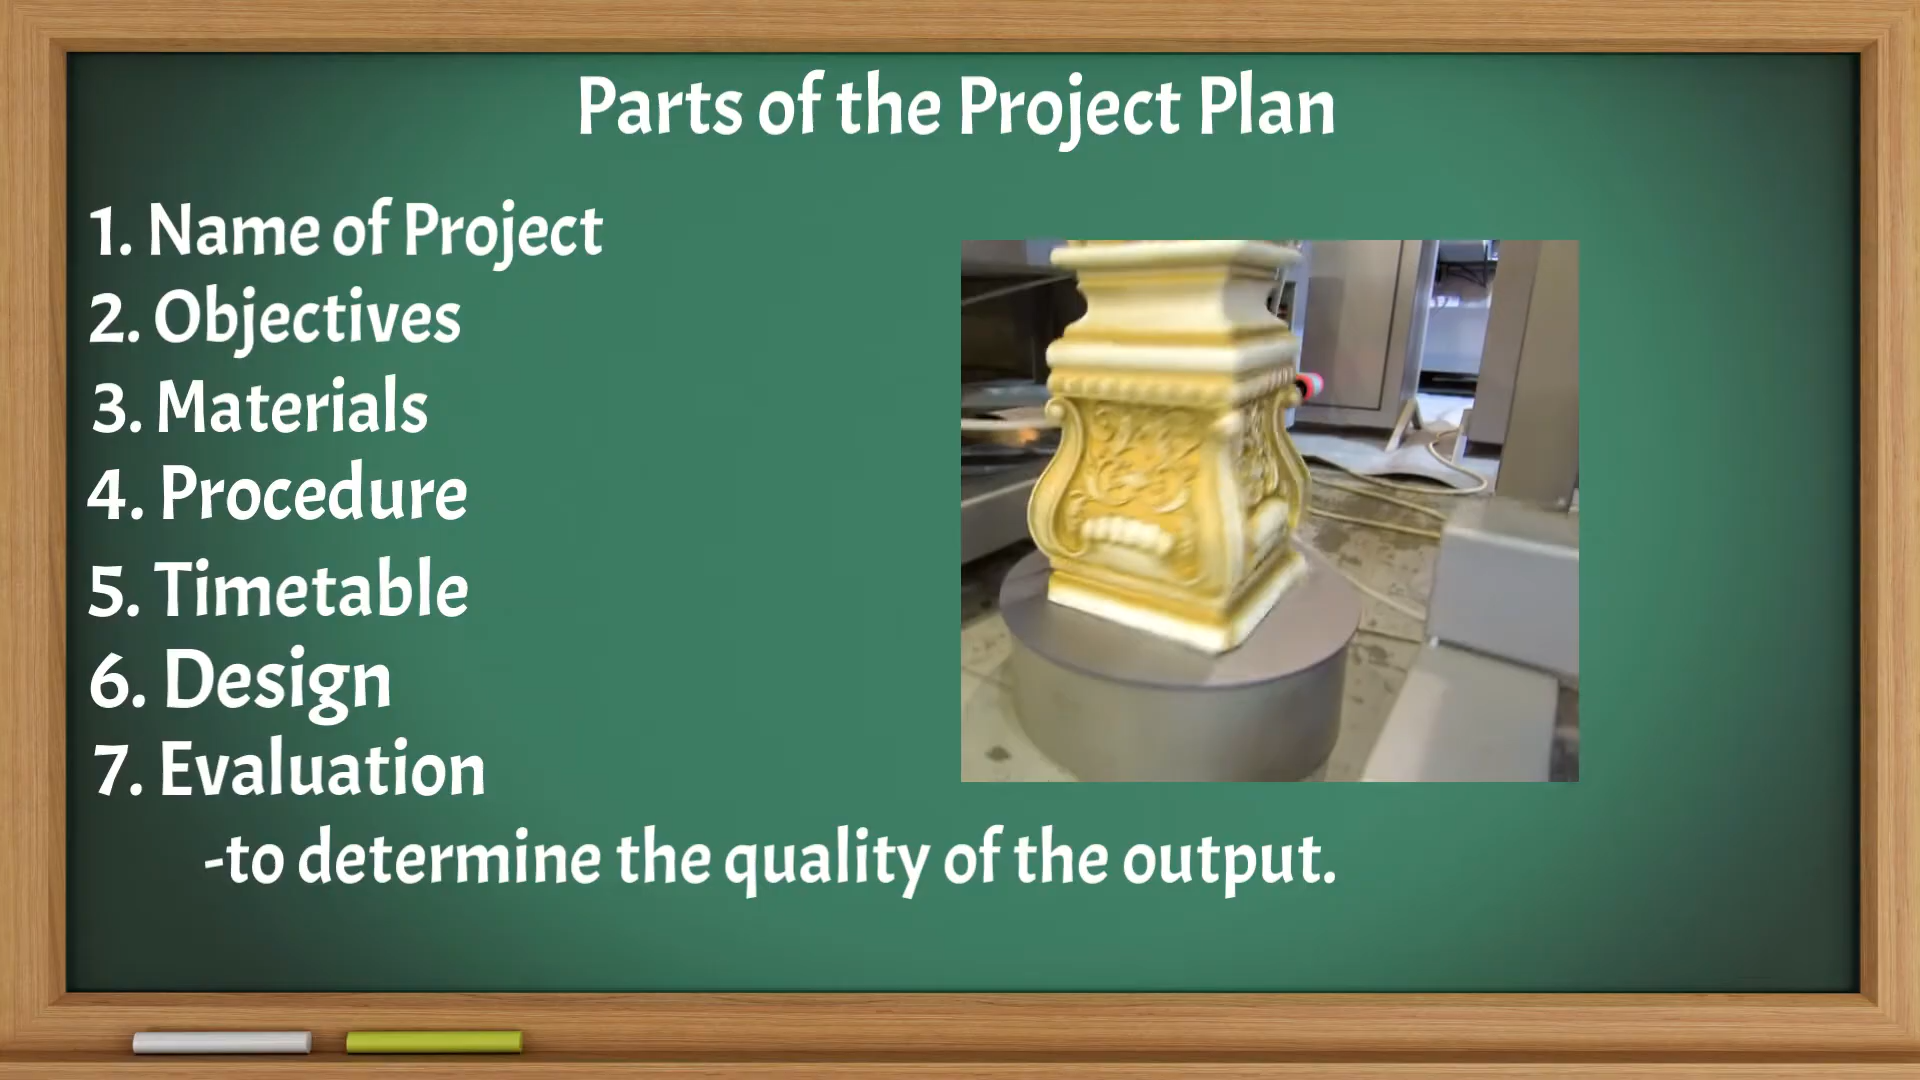 Parts of the Project Plan
1. Name of Project
2. Objectives
3. Materials
4. Procedure
5. Timetable
6. Design
7. Evaluation
-to determine the quality of the output.